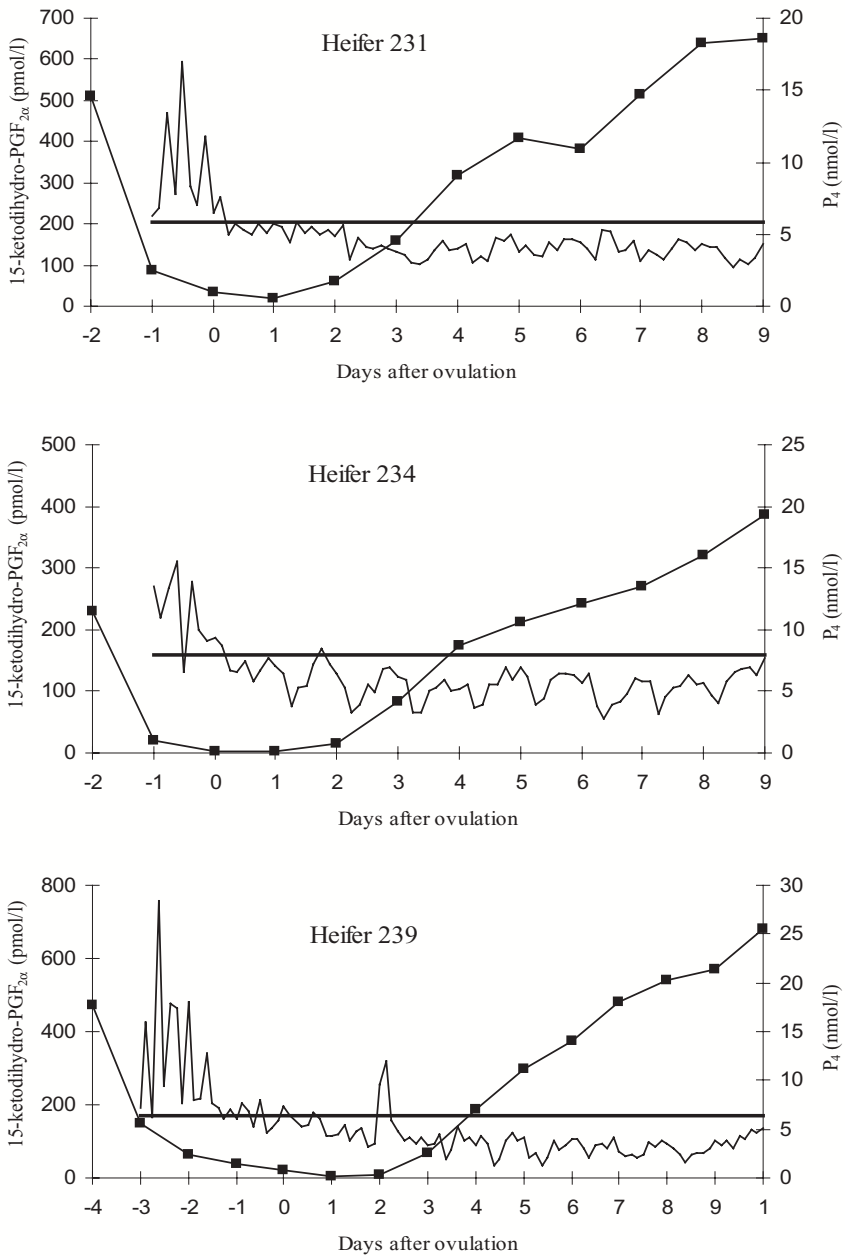 Heifer 231
15-ketodihydro-PGF2α (pmol/l)
700
600
500
400
300
200
100
0
20
15
10
5
0
P4 (nmol/l)
-2 -1 0 1 2 3 4 5 6 7 8 9
Days after ovulation
Heifer 234
15-ketodihydro-PGF2α (pmol/l)
500
400
300
200
100
0
25
20
15
10
5
0
P4 (nmol/l)
-2 -1 0 1 2 3 4 5 6 7 8 9
Days after ovulation
Heifer 239
15-ketodihydro-PGF2α (pmol/l)
800
600
400
200
0
30
25
20
15
10
5
0
P4 (nmol/l)
-4 -3 -2 -1 0 1 2 3 4 5 6 7 8 9 1
Days after ovulation